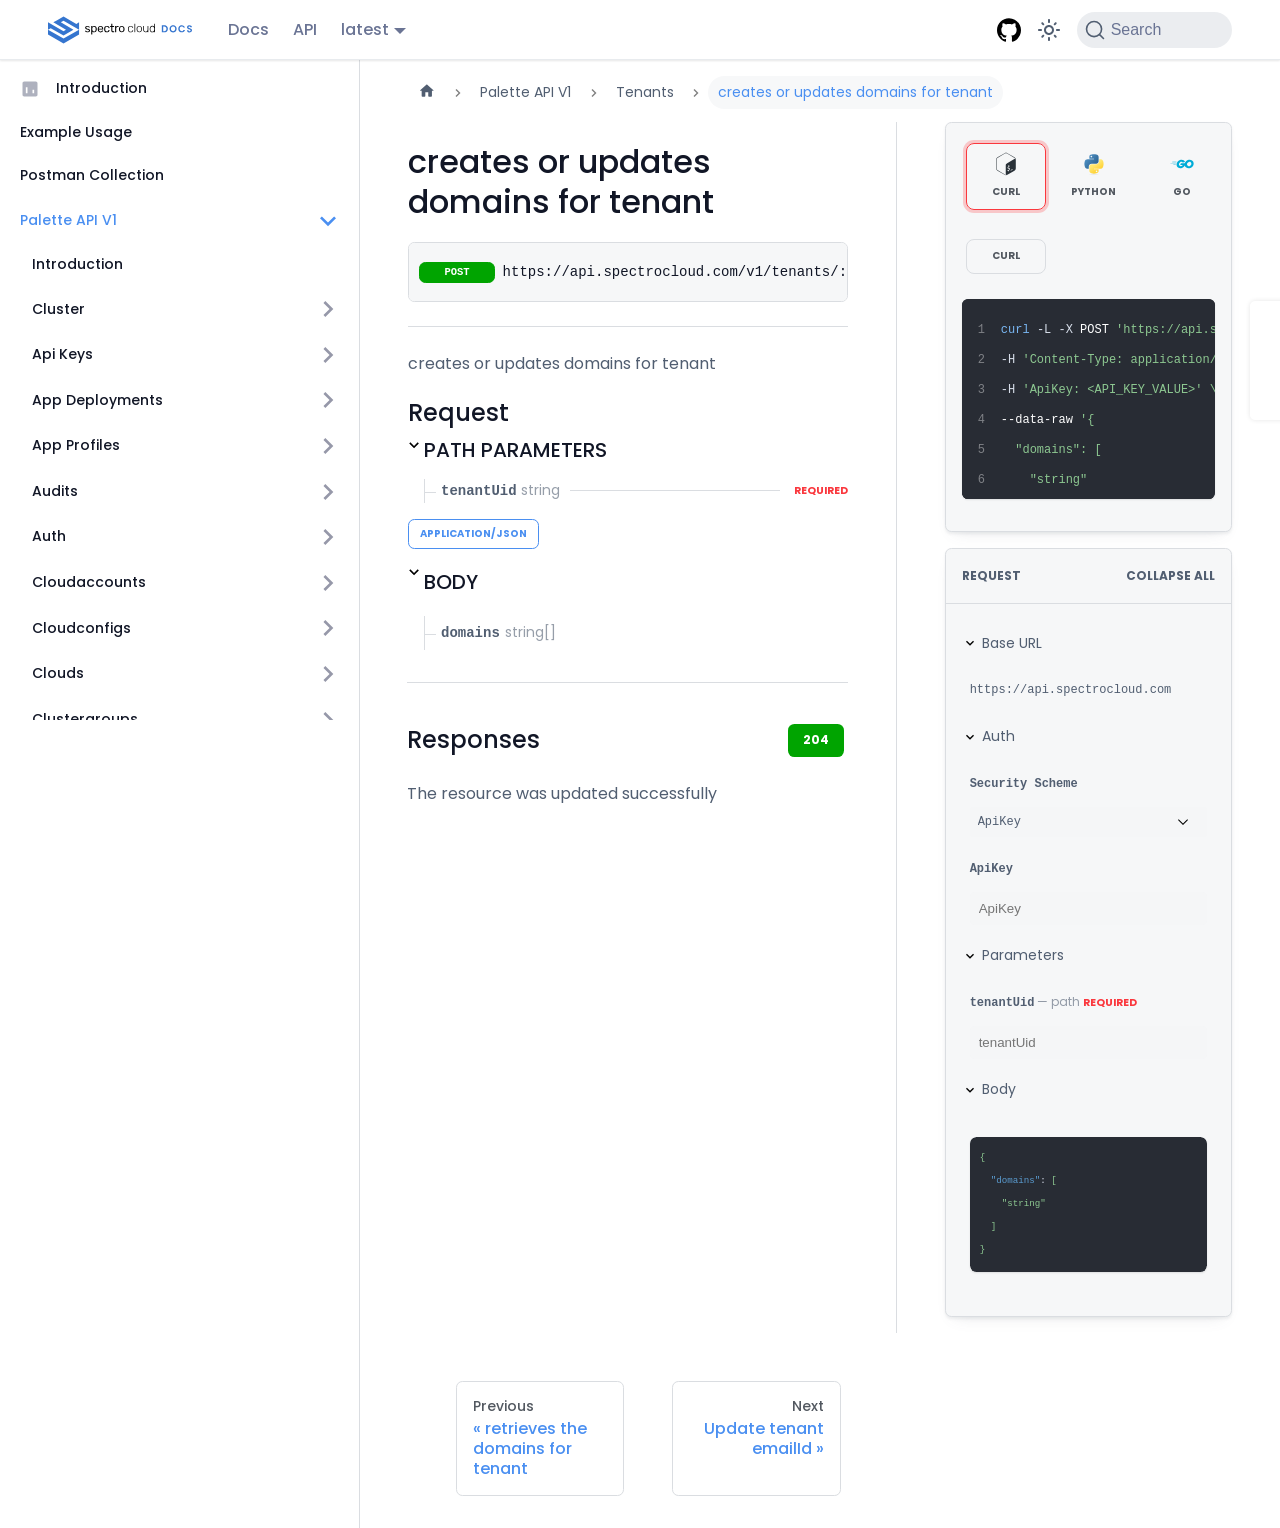 spectro cloud DOCS
Docs
API
latest
Search
Introduction
Example Usage
Postman Collection
Palette API V1
Introduction
Cluster
Api Keys
App Deployments
App Profiles
Audits
Auth
Cloudaccounts
Cloudconfigs
Clouds
Clustergroups
Palette API V1
Tenants
creates or updates domains for tenant
creates or updates
domains for tenant
POST https://api.spectrocloud.com/v1/tenants/:
creates or updates domains for tenant
Request
PATH PARAMETERS
tenantUid string REQUIRED
APPLICATION/JSON
BODY
domains string[]
Responses
204
The resource was updated successfully
CURL
PYTHON
GO
CURL
1 curl -L -X POST 'https://api.s
2 -H 'Content-Type: application/
3 -H 'ApiKey: <API_KEY_VALUE>' \
4 --data-raw '{
5 "domains": [
6 "string"
REQUEST
COLLAPSE ALL
Base URL
https://api.spectrocloud.com
Auth
Security Scheme
ApiKey
ApiKey
ApiKey
Parameters
tenantUid — path REQUIRED
tenantUid
Body
{
"domains": [
"string"
]
}
Previous
« retrieves the
domains for
tenant
Next
Update tenant
emailId »